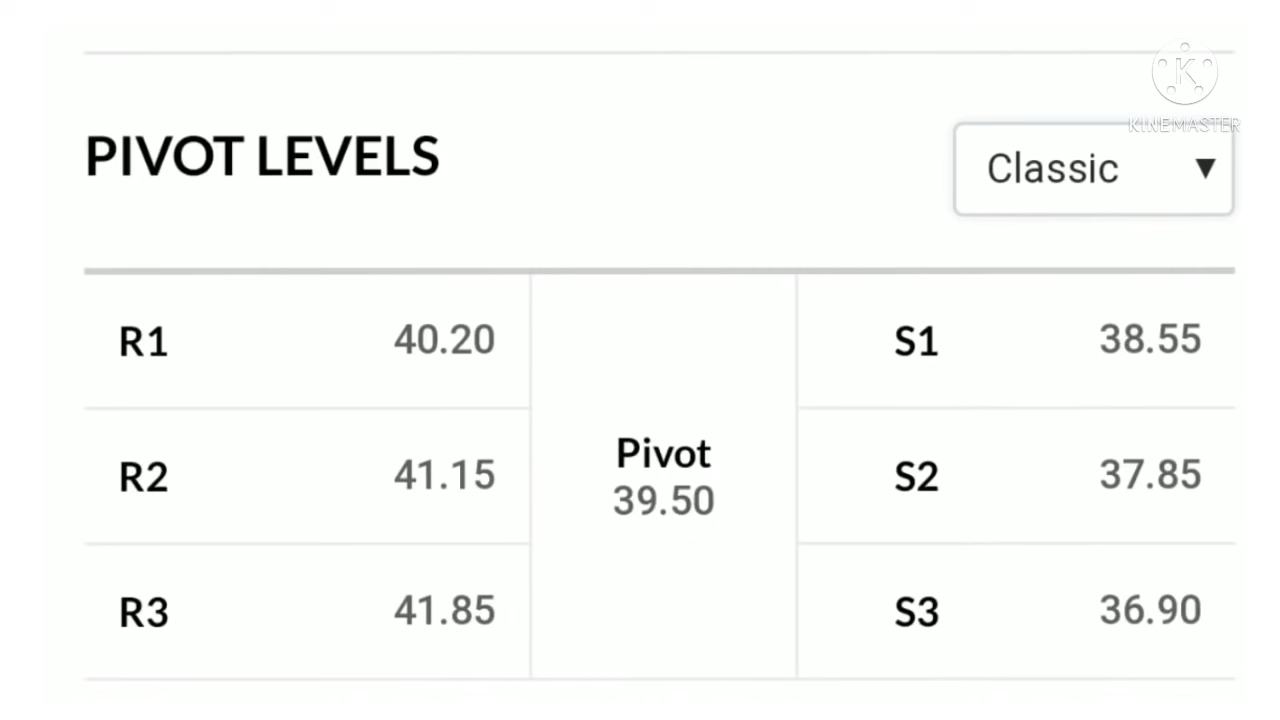 K
KINEMASTER
PIVOT LEVELS
Classic
R1 40.20
S1 38.55
R2 41.15
Pivot
39.50
S2 37.85
R3 41.85
S3 36.90